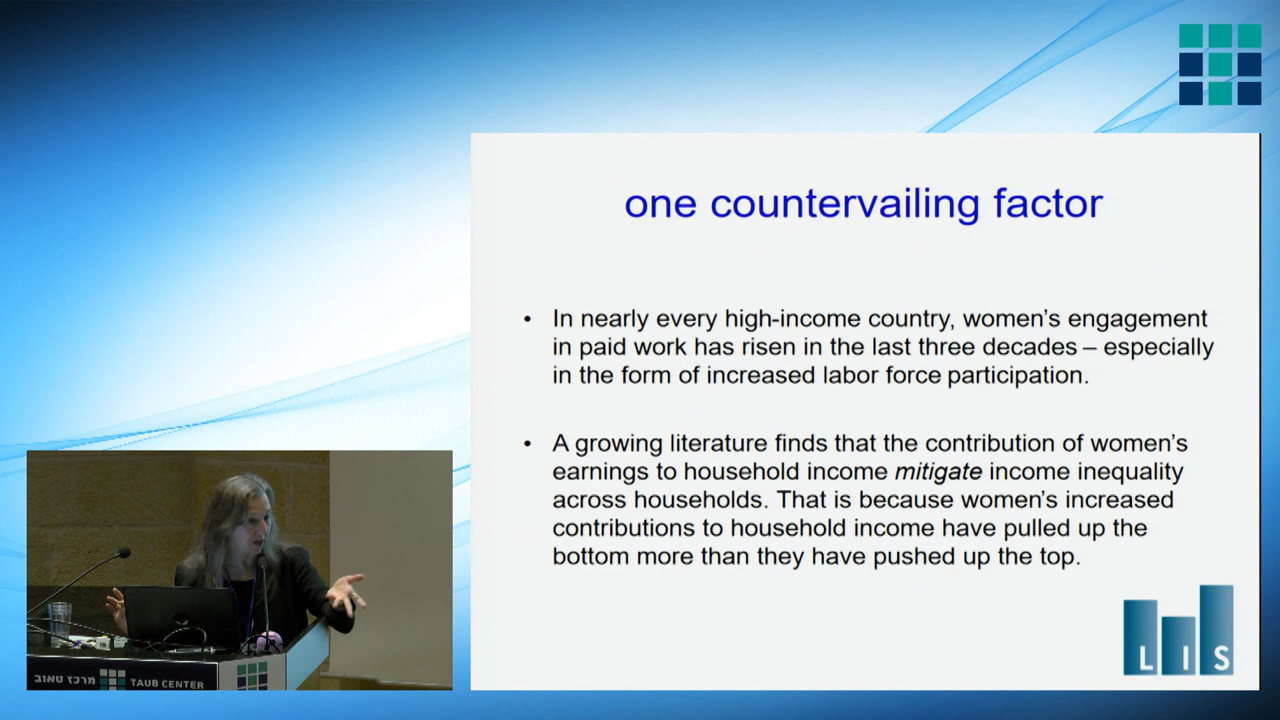 one countervailing factor
• In nearly every high-income country, women’s engagement
in paid work has risen in the last three decades – especially
in the form of increased labor force participation.
• A growing literature finds that the contribution of women’s
earnings to household income mitigate income inequality
across households. That is because women’s increased
contributions to household income have pulled up the
bottom more than they have pushed up the top.
LIS
מרכז טאוב TAUB CENTER